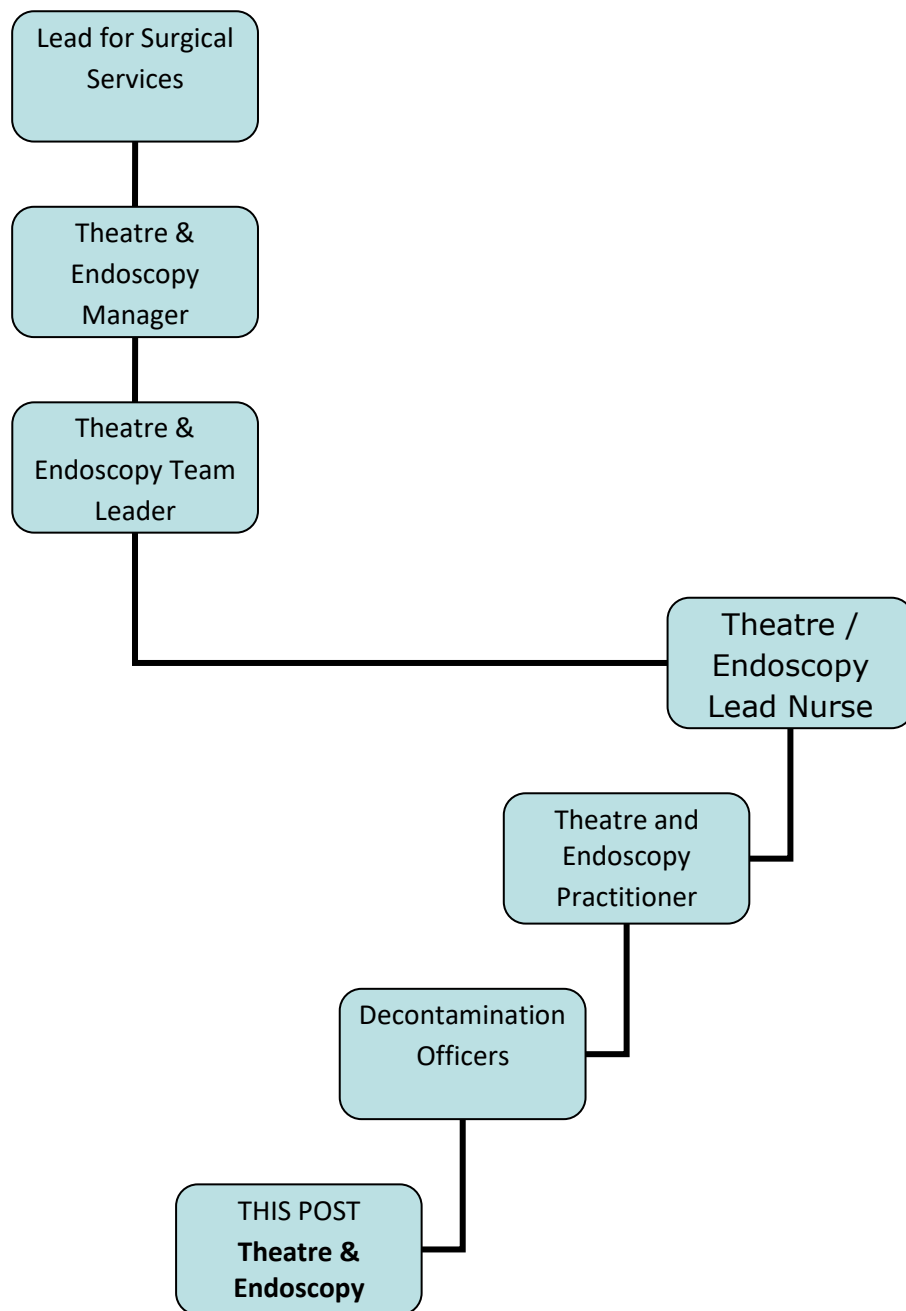 Lead for Surgical
Services
Theatre &
Endoscopy
Manager
Theatre &
Endoscopy Team
Leader
Theatre /
Endoscopy
Lead Nurse
Theatre and
Endoscopy
Practitioner
Decontamination
Officers
THIS POST
Theatre &
Endoscopy